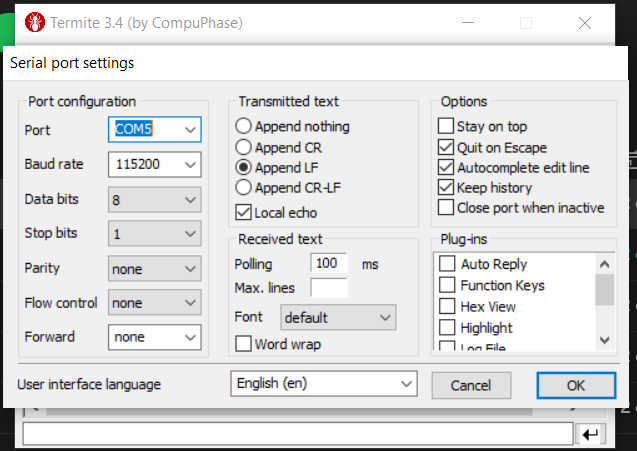 Termite 3.4 (by CompuPhase)
Serial port settings
Port configuration
Port COM5
Baud rate 115200
Data bits 8
Stop bits 1
Parity none
Flow control none
Forward none
Transmitted text
Append nothing
Append CR
Append LF
Append CR-LF
Local echo
Received text
Polling 100 ms
Max. lines
Font default
Word wrap
Options
Stay on top
Quit on Escape
Autocomplete edit line
Keep history
Close port when inactive
Plug-ins
Auto Reply
Function Keys
Hex View
Highlight
Log File
User interface language English (en) Cancel OK